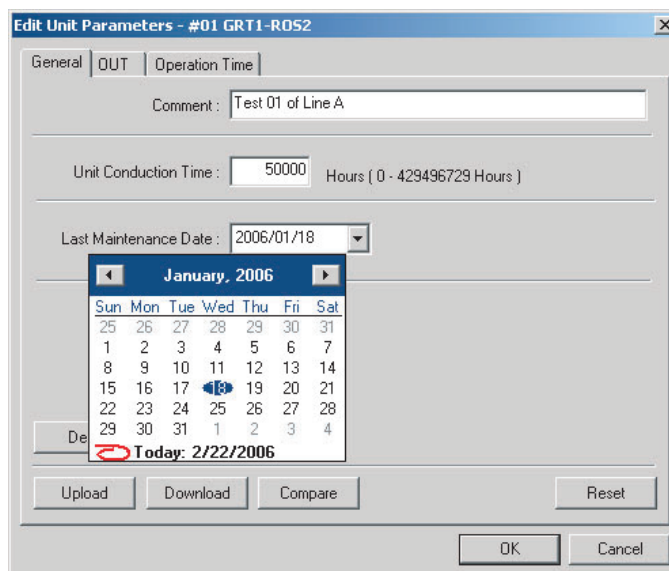 Edit Unit Parameters - #01 GRT1-ROS2
General OUT Operation Time
Comment : Test 01 of Line A
Unit Conduction Time : 50000 Hours ( 0 - 429496729 Hours )
Last Maintenance Date : 2006/01/18
January, 2006
Sun Mon Tue Wed Thu Fri Sat
25 26 27 28 29 30 31
1 2 3 4 5 6 7
8 9 10 11 12 13 14
15 16 17 18 19 20 21
22 23 24 25 26 27 28
29 30 31 1 2 3 4
De
Today: 2/22/2006
Upload Download Compare Reset
OK Cancel